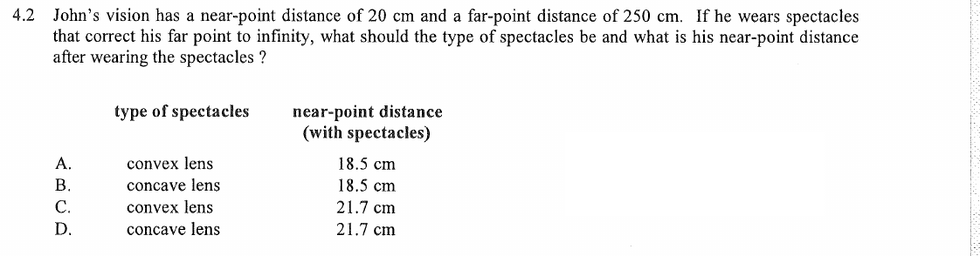 4.2 John's vision has a near-point distance of 20 cm and a far-point distance of 250 cm. If he wears spectacles
that correct his far point to infinity, what should the type of spectacles be and what is his near-point distance
after wearing the spectacles ?
type of spectacles near-point distance
(with spectacles)
A. convex lens 18.5 cm
B. concave lens 18.5 cm
C. convex lens 21.7 cm
D. concave lens 21.7 cm